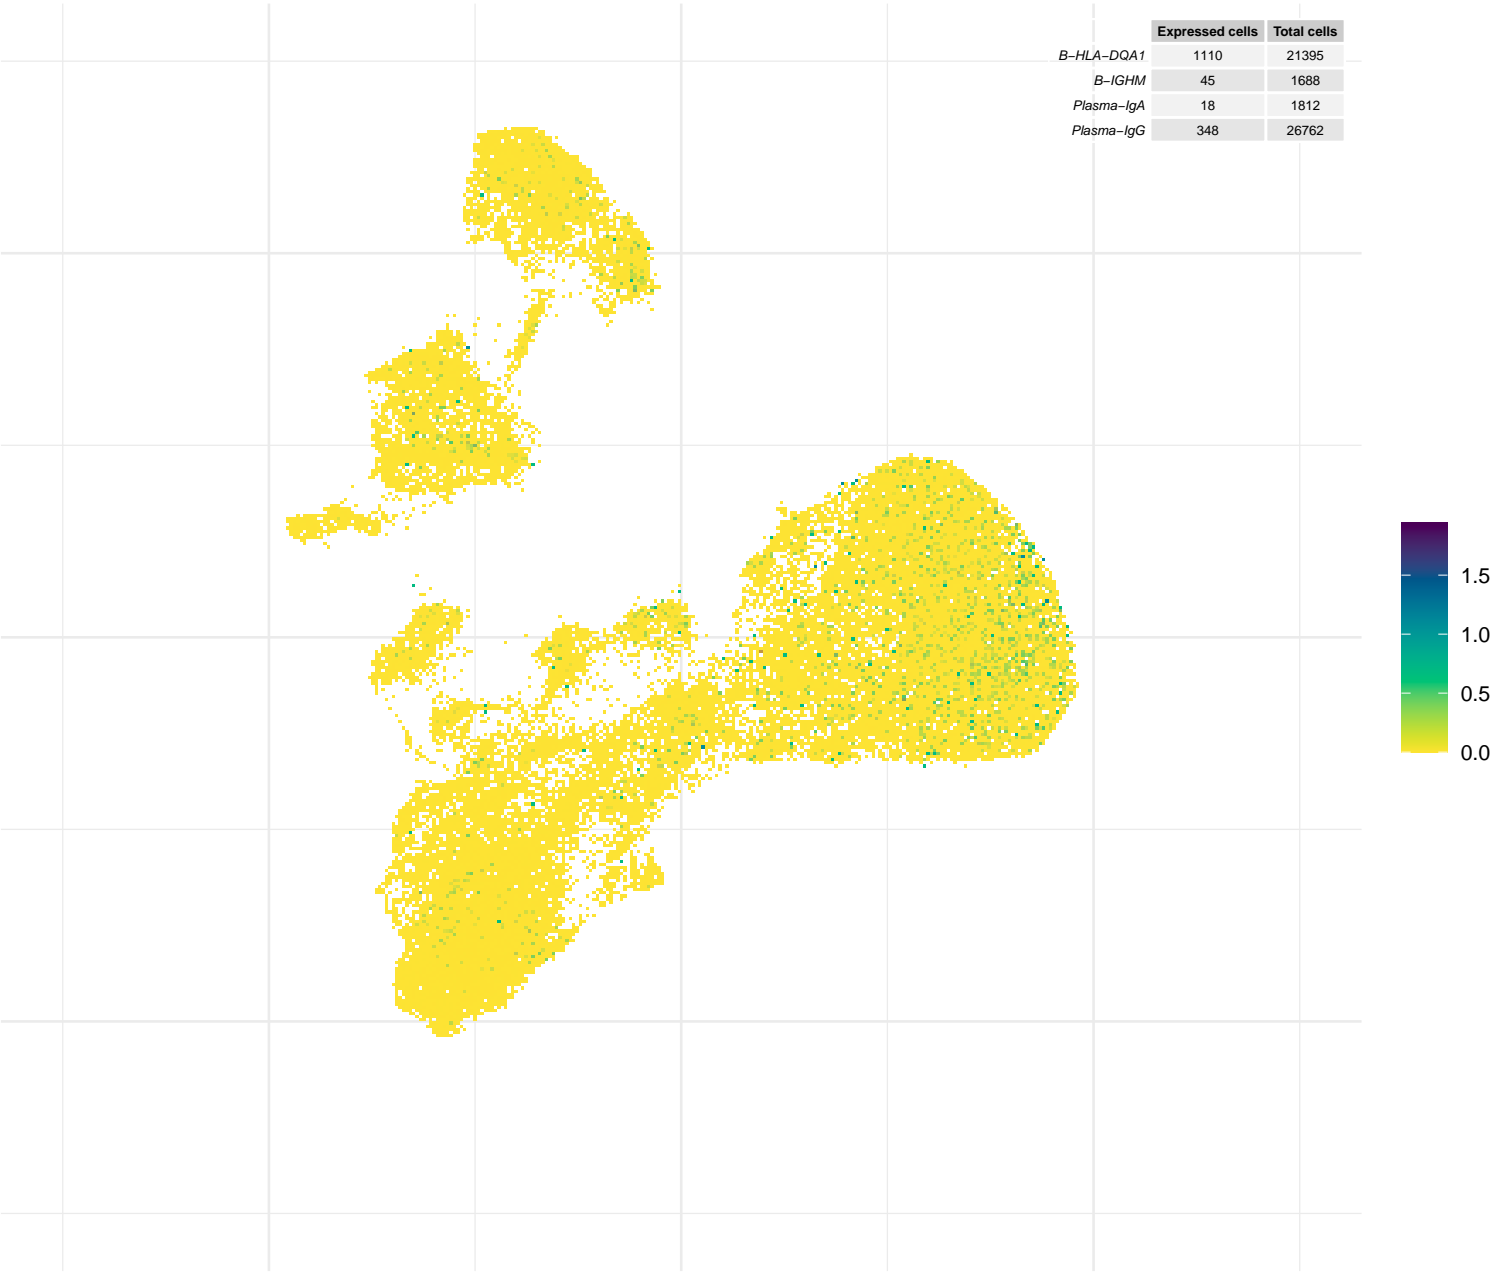 Expressed cells Total cells
B−HLA−DQA1 1110 21395
B−IGHM 45 1688
Plasma−IgA 18 1812
Plasma−IgG 348 26762
1.5
1.0
0.5
0.0